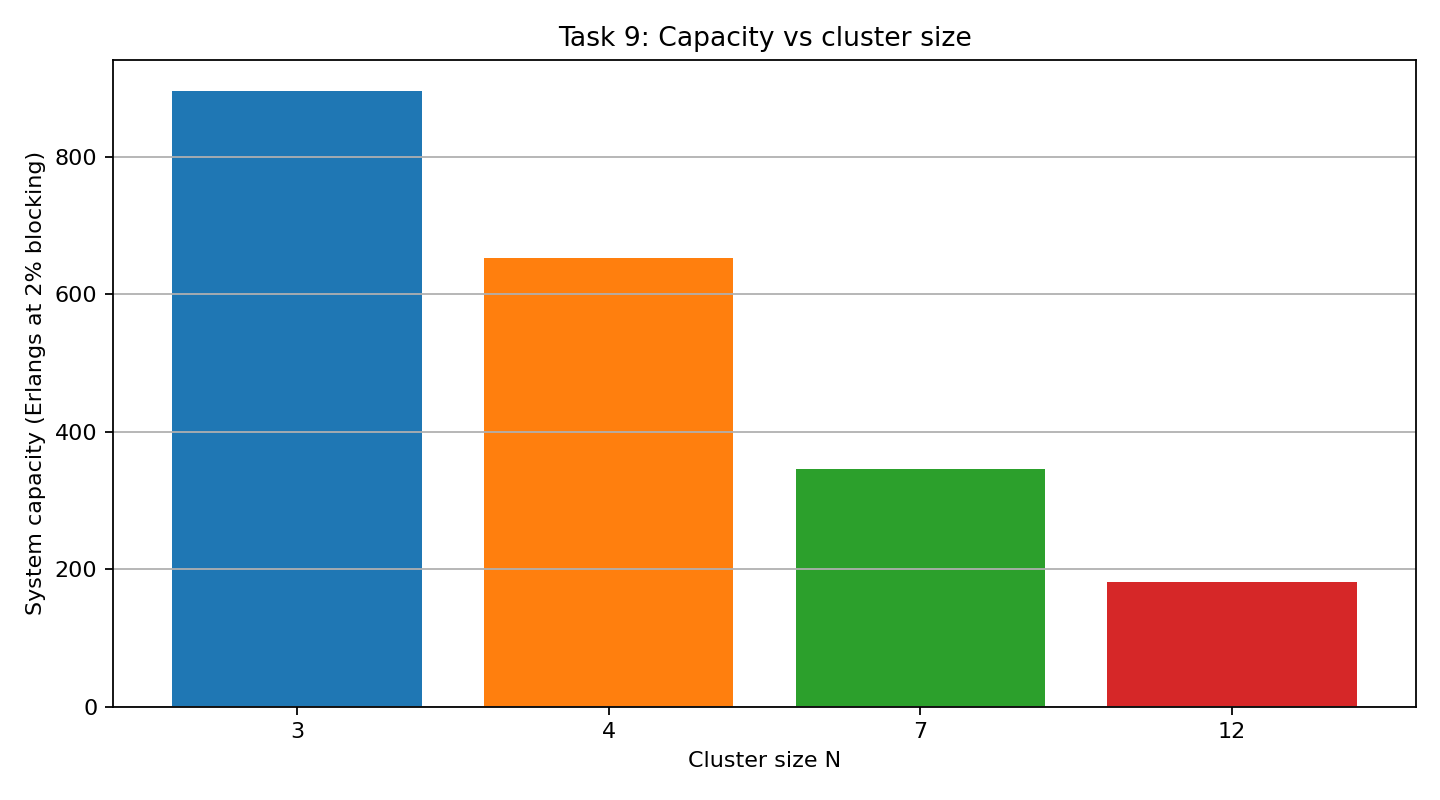 Task 9: Capacity vs cluster size
System capacity (Erlangs at 2% blocking)
800
600
400
200
0
3 4 7 12
Cluster size N